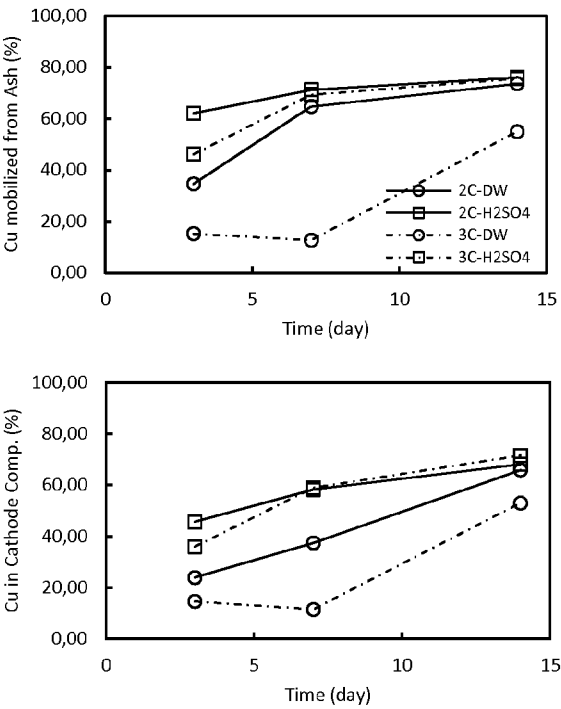 Cu mobilized from Ash (%)
100,00
80,00
60,00
40,00
20,00
0,00
2C-DW
2C-H2SO4
3C-DW
3C-H2SO4
0 5 10 15
Time (day)
Cu in Cathode Comp. (%)
100,00
80,00
60,00
40,00
20,00
0,00
0 5 10 15
Time (day)